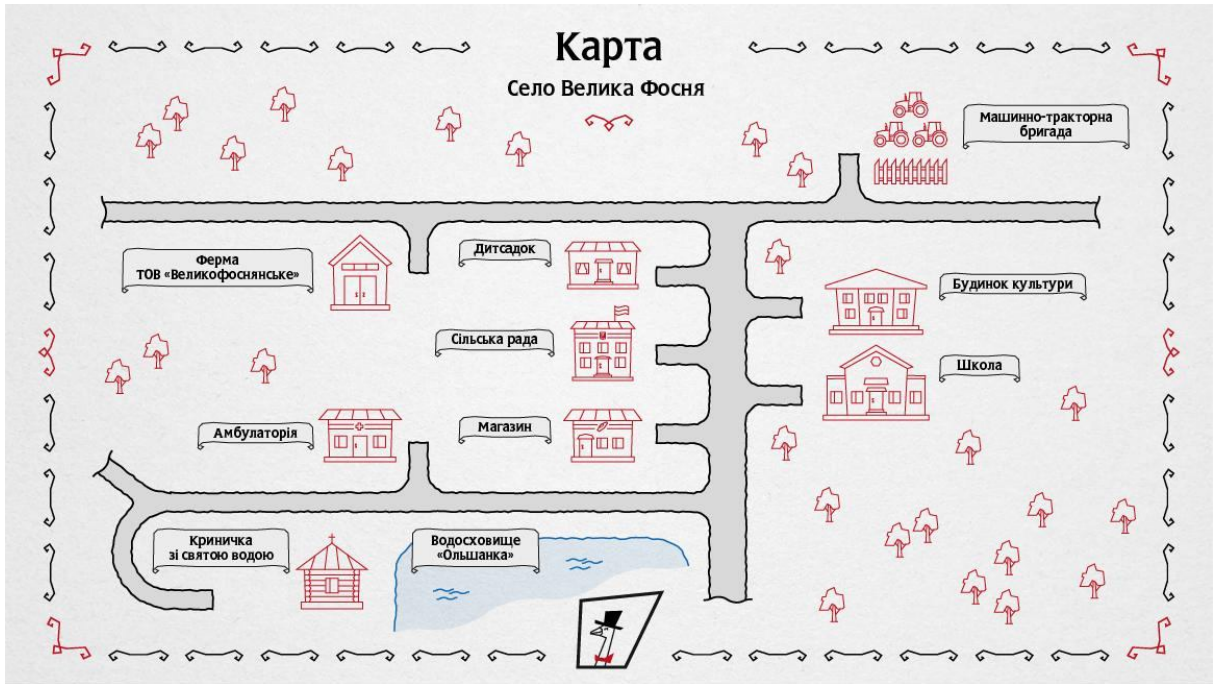 Карта
Село Велика Фосня
Машинно-тракторна
бригада
Ферма
ТОВ «Великофоснянське»
Дитсадок
Будинок культури
Сільська рада
Школа
Амбулаторія
Магазин
Криничка
зі святою водою
Водосховище
«Ольшанка»